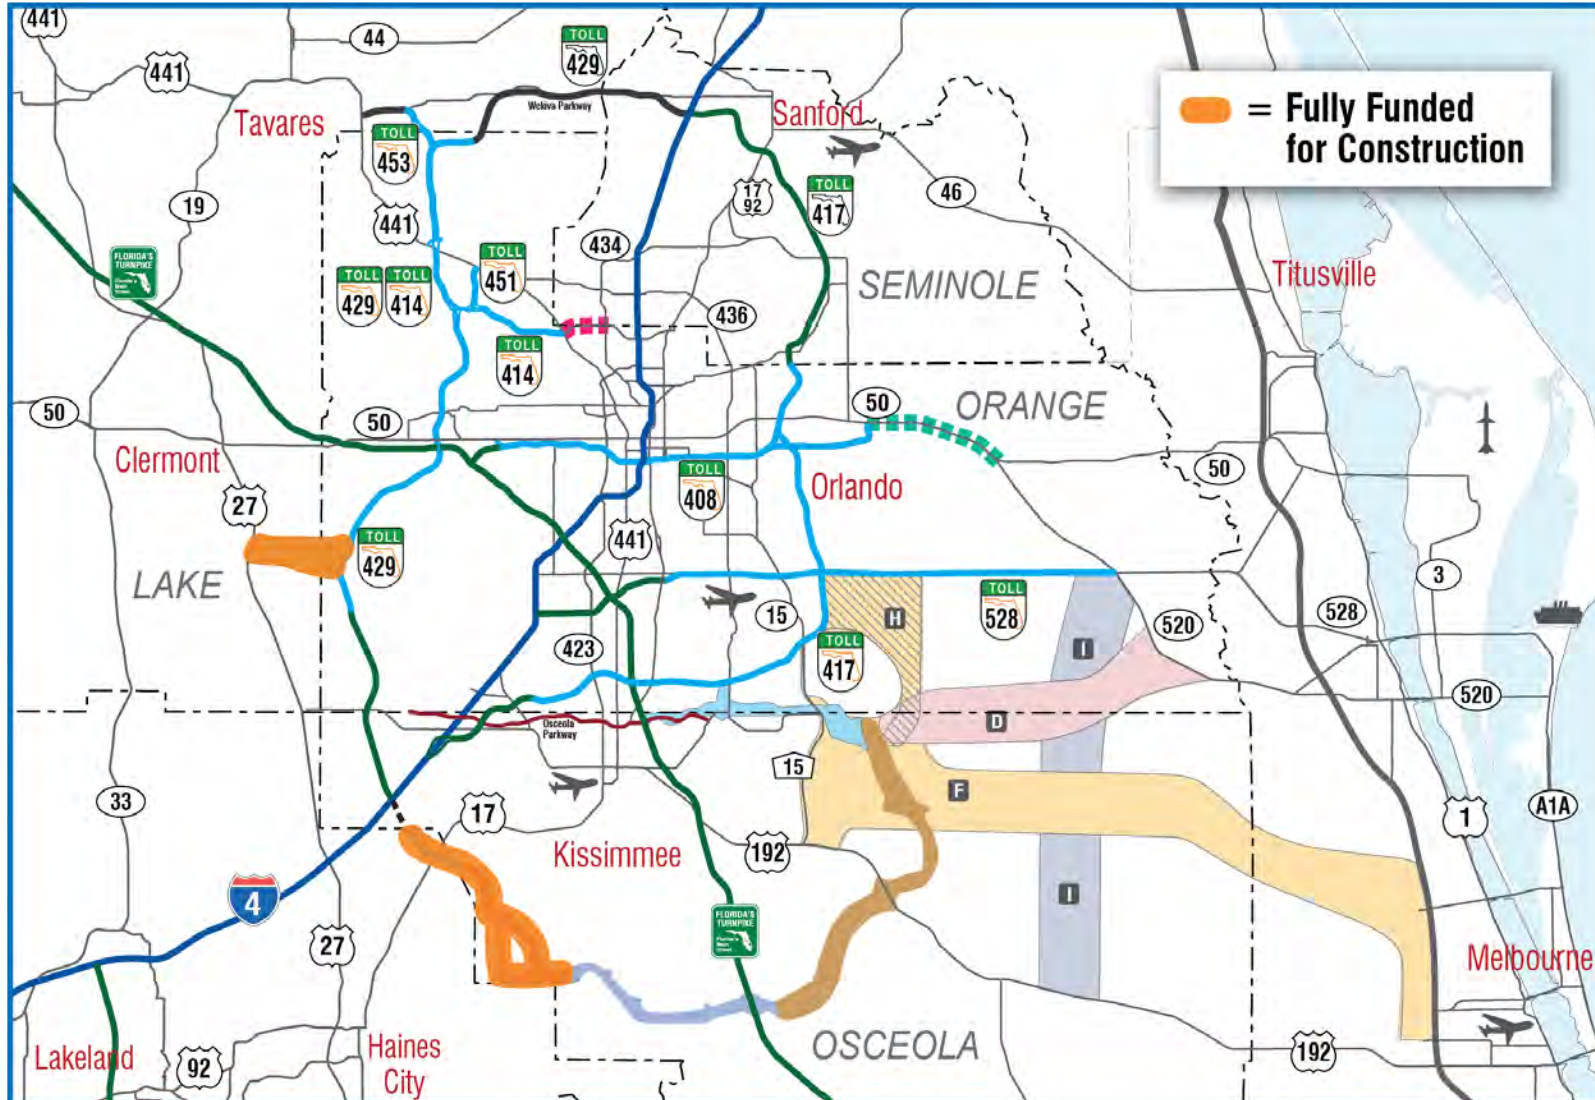 441
44
441
TOLL
429
Wekiva Parkway
Tavares
Sanford
= Fully Funded
for Construction
TOLL
453
17
92
TOLL
417
46
19
441
434
FLORIDA'S
TURNPIKE
TOLL
451
SEMINOLE
Titusville
TOLL
429
TOLL
414
436
TOLL
414
50
50
50
ORANGE
Clermont
50
TOLL
408
Orlando
27
441
TOLL
429
LAKE
3
15
H
TOLL
528
528
520
423
TOLL
417
I
520
D
Osceola
Parkway
15
F
33
17
1
A1A
Kissimmee
192
4
I
FLORIDA'S
TURNPIKE
27
Melbourne
OSCEOLA
Lakeland
92
Haines
City
192